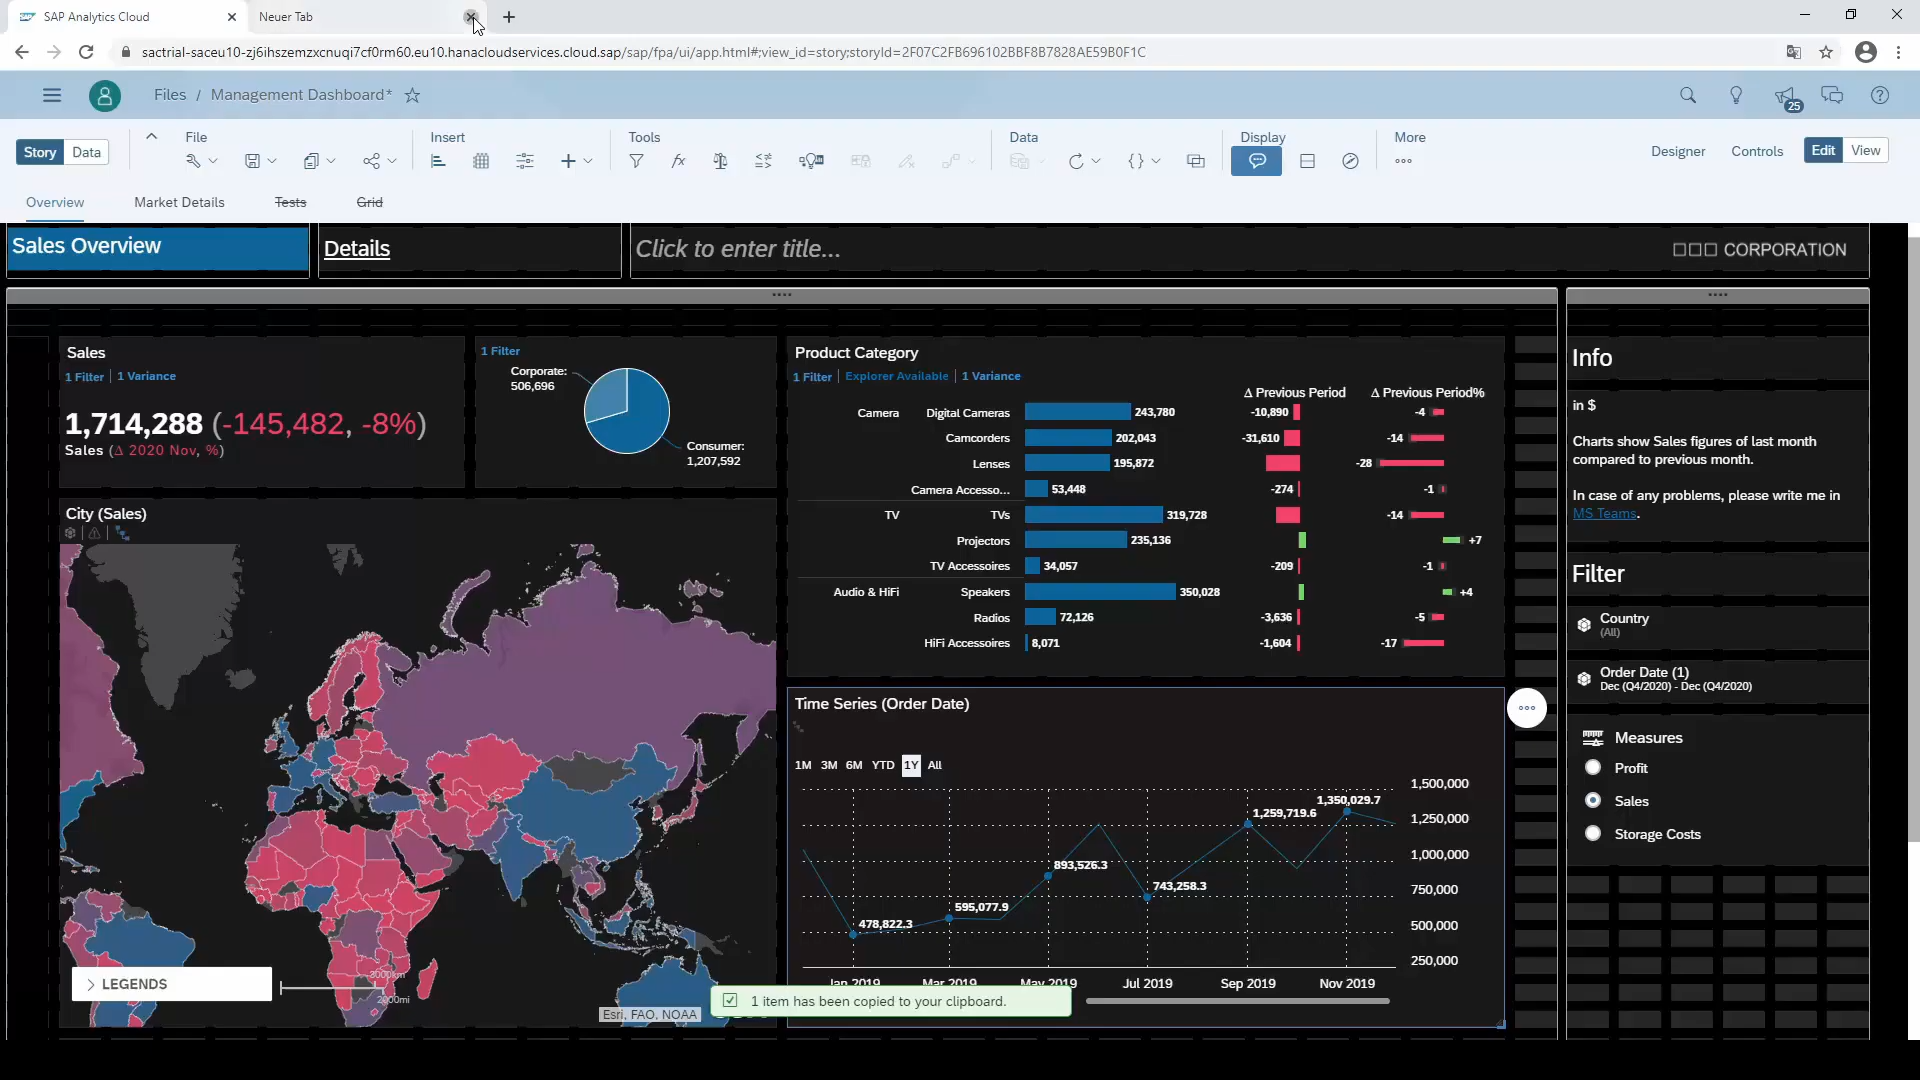 SAP Analytics Cloud
Neuer Tab
sactrial-saceu10-zj6ihszemzxcnuqi7cf0rm60.eu10.hanacloudservices.cloud.sap/sap/fpa/ui/app.html#;view_id=story;storyId=2F07C2FB696102BBF8B7828AE59B0F1C
Files / Management Dashboard*
25
Story Data
File
Insert
Tools
Data
Display
More
Designer
Controls
Edit View
Overview
Market Details
Tests
Grid
Sales Overview
Details
Click to enter title...
□□□ CORPORATION
Sales
1 Filter | 1 Variance
1,714,288 (-145,482, -8%)
Sales (Δ 2020 Nov, %)
1 Filter
Corporate:
506,696
Consumer:
1,207,592
Product Category
1 Filter | Explorer Available | 1 Variance
Δ Previous Period Δ Previous Period%
Camera Digital Cameras 243,780 -10,890 -4
Camcorders 202,043 -31,610 -14
Lenses 195,872 -28
Camera Accesso... 53,448 -274 -1
TV TVs 319,728 -14
Projectors 235,136 +7
TV Accessoires 34,057 -209 -1
Audio & HiFi Speakers 350,028 +4
Radios 72,126 -3,636 -5
HiFi Accessoires 8,071 -1,604 -17
City (Sales)
LEGENDS
3000km
2000mi
Esri, FAO, NOAA
Time Series (Order Date)
1M 3M 6M YTD 1Y All
1,500,000
1,250,000
1,000,000
750,000
500,000
250,000
478,822.3
595,077.9
893,526.3
743,258.3
1,259,719.6
1,350,029.7
Jan 2019 Mar 2019 May 2019 Jul 2019 Sep 2019 Nov 2019
1 item has been copied to your clipboard.
Info
in $
Charts show Sales figures of last month
compared to previous month.
In case of any problems, please write me in
MS Teams.
Filter
Country
(All)
Order Date (1)
Dec (Q4/2020) - Dec (Q4/2020)
Measures
Profit
Sales
Storage Costs